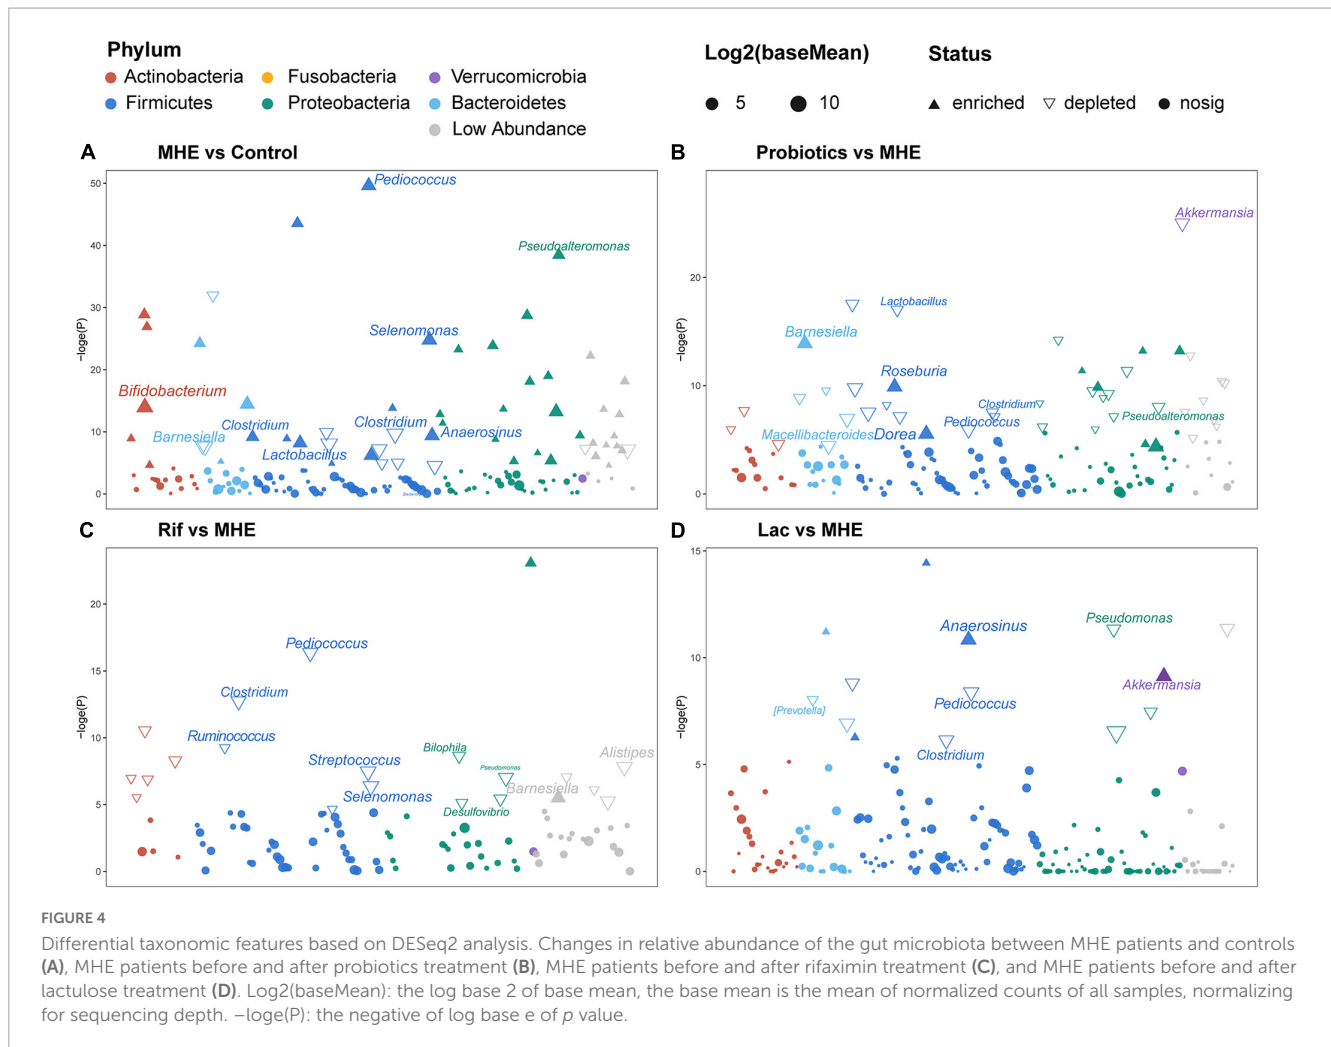 Phylum
Actinobacteria
Fusobacteria
Verrucomicrobia
Firmicutes
Proteobacteria
Bacteroidetes
Low Abundance
Log2(baseMean)
5
10
Status
enriched
depleted
nosig
A
MHE vs Control
−loge(P)
50
40
30
20
10
0
Pediococcus
Pseudoalteromonas
Selenomonas
Bifidobacterium
Clostridium
Clostridium
Barnesiella
Anaerosinus
Lactobacillus
B
Probiotics vs MHE
−loge(P)
20
10
0
Akkermansia
Lactobacillus
Barnesiella
Roseburia
Clostridium
Pseudoalteromonas
Pediococcus
Macellibacteroides
Dorea
C
Rif vs MHE
−loge(P)
20
15
10
5
0
Pediococcus
Clostridium
Ruminococcus
Bilophila
Alistipes
Streptococcus
Pseudomonas
Barnesiella
Selenomonas
Desulfovibrio
D
Lac vs MHE
−loge(P)
15
10
5
0
Anaerosinus
Pseudomonas
Akkermansia
Pediococcus
[Prevotella]
Clostridium
FIGURE 4
Differential taxonomic features based on DESeq2 analysis. Changes in relative abundance of the gut microbiota between MHE patients and controls
(A), MHE patients before and after probiotics treatment (B), MHE patients before and after rifaximin treatment (C), and MHE patients before and after
lactulose treatment (D). Log2(baseMean): the log base 2 of base mean, the base mean is the mean of normalized counts of all samples, normalizing
for sequencing depth. −loge(P): the negative of log base e of p value.